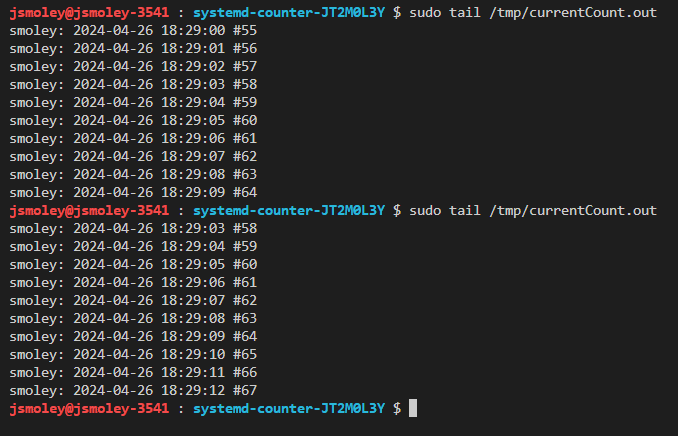 jsmoley@jsmoley-3541 : systemd-counter-JT2M0L3Y $ sudo tail /tmp/currentCount.out
smoley: 2024-04-26 18:29:00 #55
smoley: 2024-04-26 18:29:01 #56
smoley: 2024-04-26 18:29:02 #57
smoley: 2024-04-26 18:29:03 #58
smoley: 2024-04-26 18:29:04 #59
smoley: 2024-04-26 18:29:05 #60
smoley: 2024-04-26 18:29:06 #61
smoley: 2024-04-26 18:29:07 #62
smoley: 2024-04-26 18:29:08 #63
smoley: 2024-04-26 18:29:09 #64
jsmoley@jsmoley-3541 : systemd-counter-JT2M0L3Y $ sudo tail /tmp/currentCount.out
smoley: 2024-04-26 18:29:03 #58
smoley: 2024-04-26 18:29:04 #59
smoley: 2024-04-26 18:29:05 #60
smoley: 2024-04-26 18:29:06 #61
smoley: 2024-04-26 18:29:07 #62
smoley: 2024-04-26 18:29:08 #63
smoley: 2024-04-26 18:29:09 #64
smoley: 2024-04-26 18:29:10 #65
smoley: 2024-04-26 18:29:11 #66
smoley: 2024-04-26 18:29:12 #67
jsmoley@jsmoley-3541 : systemd-counter-JT2M0L3Y $